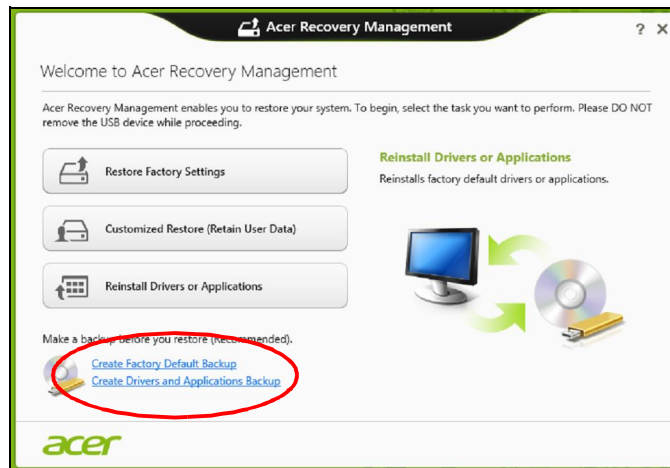 Acer Recovery Management
? X
Welcome to Acer Recovery Management
Acer Recovery Management enables you to restore your system. To begin, select the task you want to perform. Please DO NOT
remove the USB device while proceeding.
Restore Factory Settings
Customized Restore (Retain User Data)
Reinstall Drivers or Applications
Reinstall Drivers or Applications
Reinstalls factory default drivers or applications.
Make a backup before you restore (Recommended).
Create Factory Default Backup
Create Drivers and Applications Backup
acer